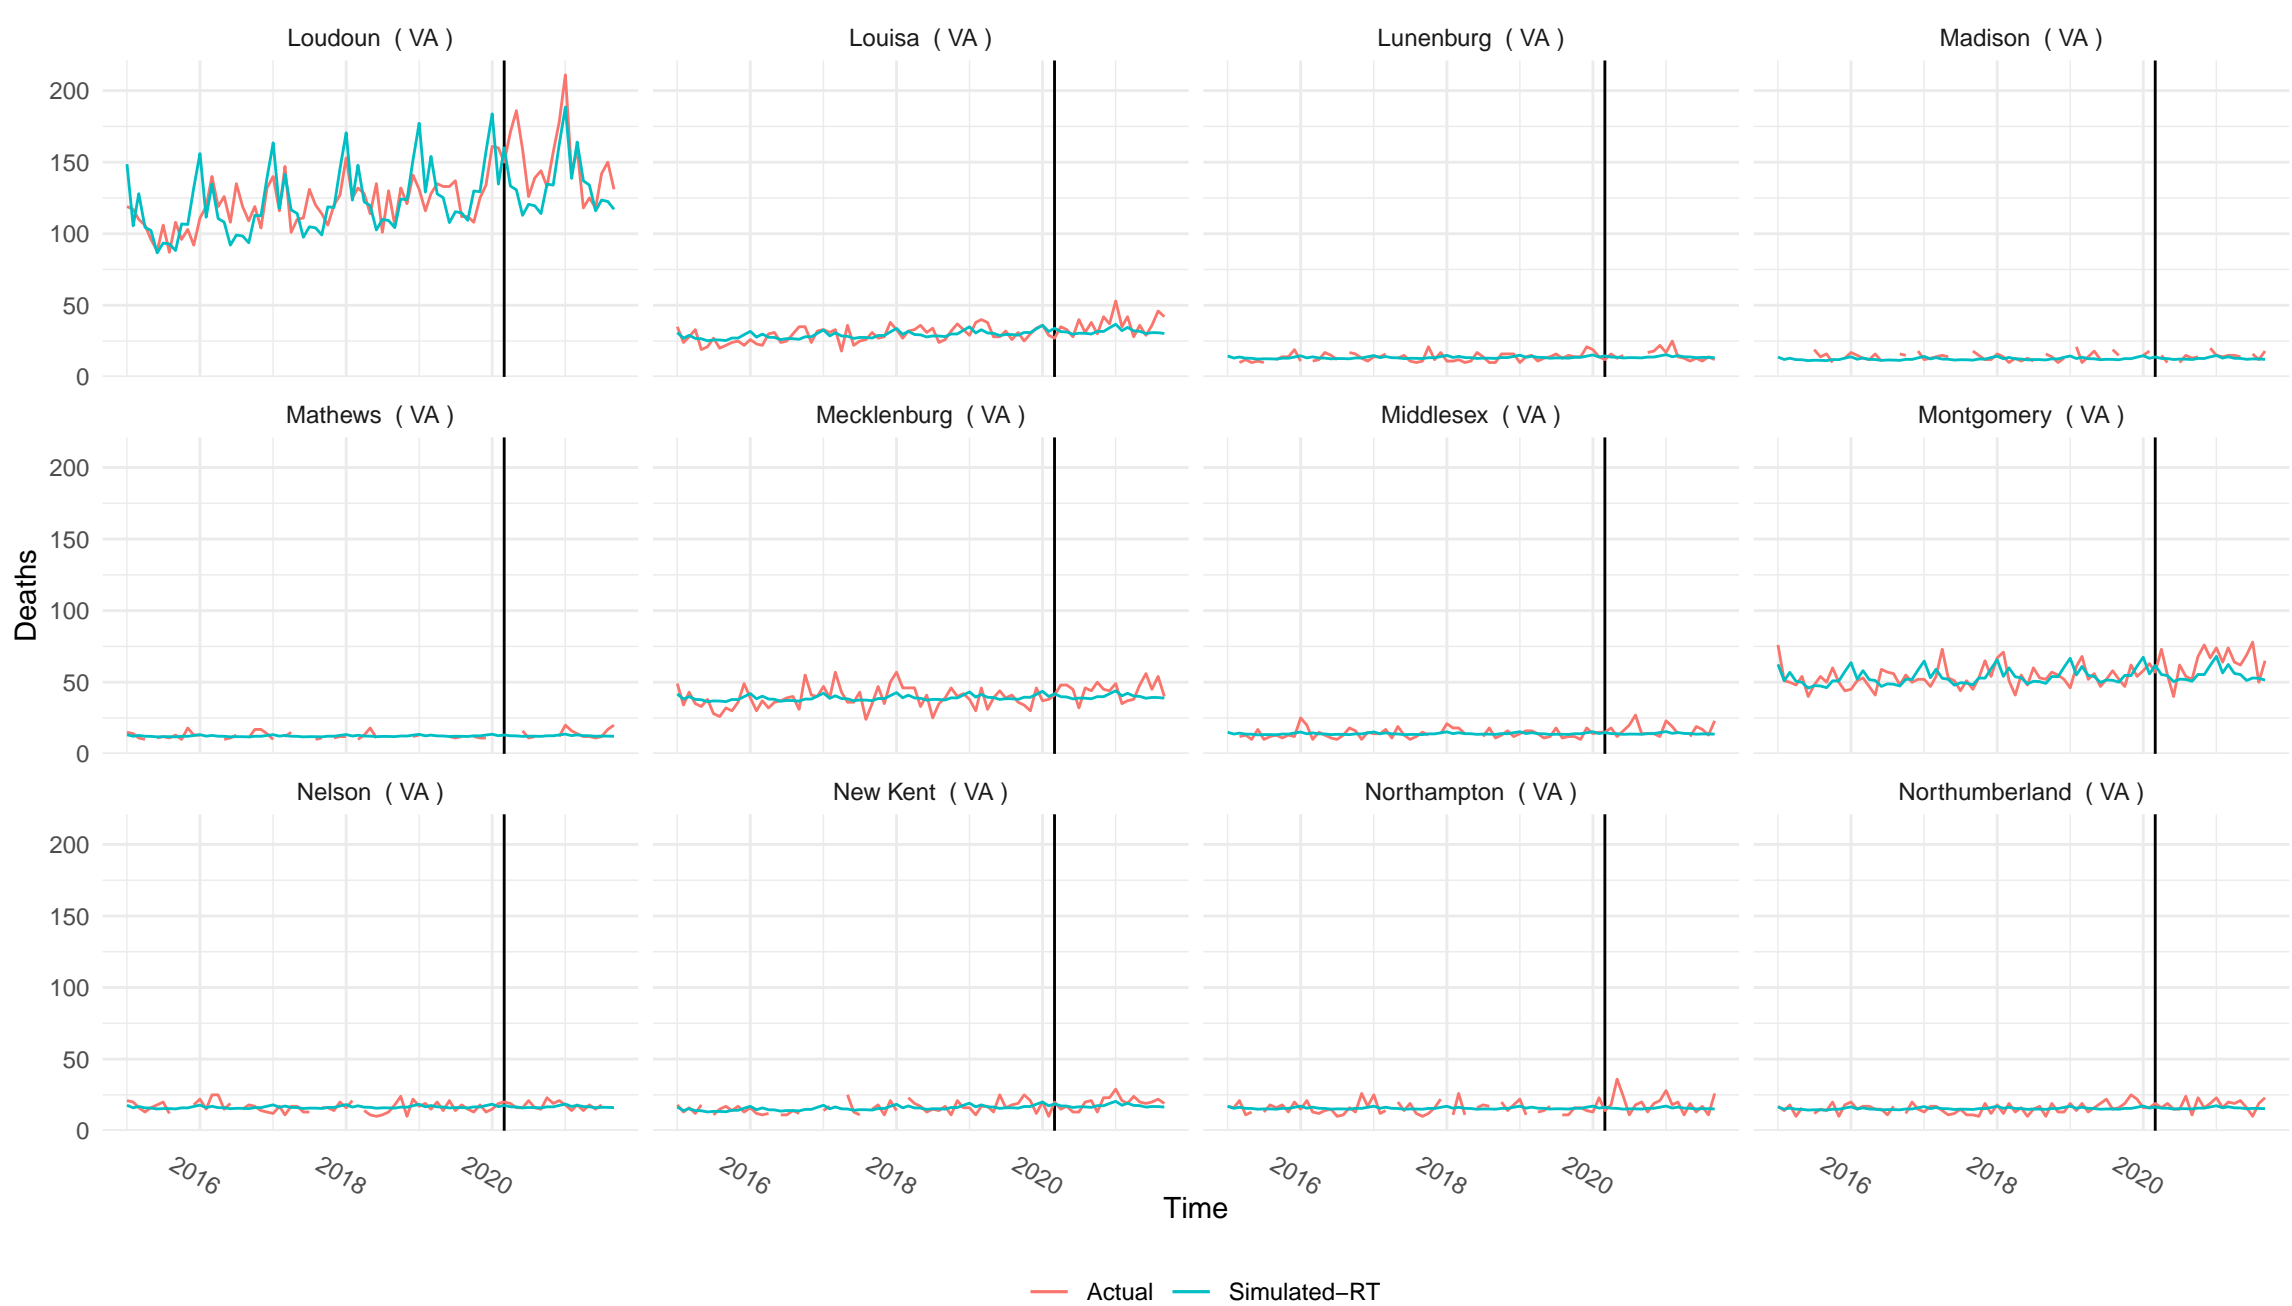 Loudoun ( VA )
Louisa ( VA )
Lunenburg ( VA )
Madison ( VA )
200
150
100
50
0
Mathews ( VA )
Mecklenburg ( VA )
Middlesex ( VA )
Montgomery ( VA )
200
150
100
50
0
Deaths
Nelson ( VA )
New Kent ( VA )
Northampton ( VA )
Northumberland ( VA )
200
150
100
50
0
2016 2018 2020 2016 2018 2020 2016 2018 2020 2016 2018 2020
Time
Actual Simulated−RT